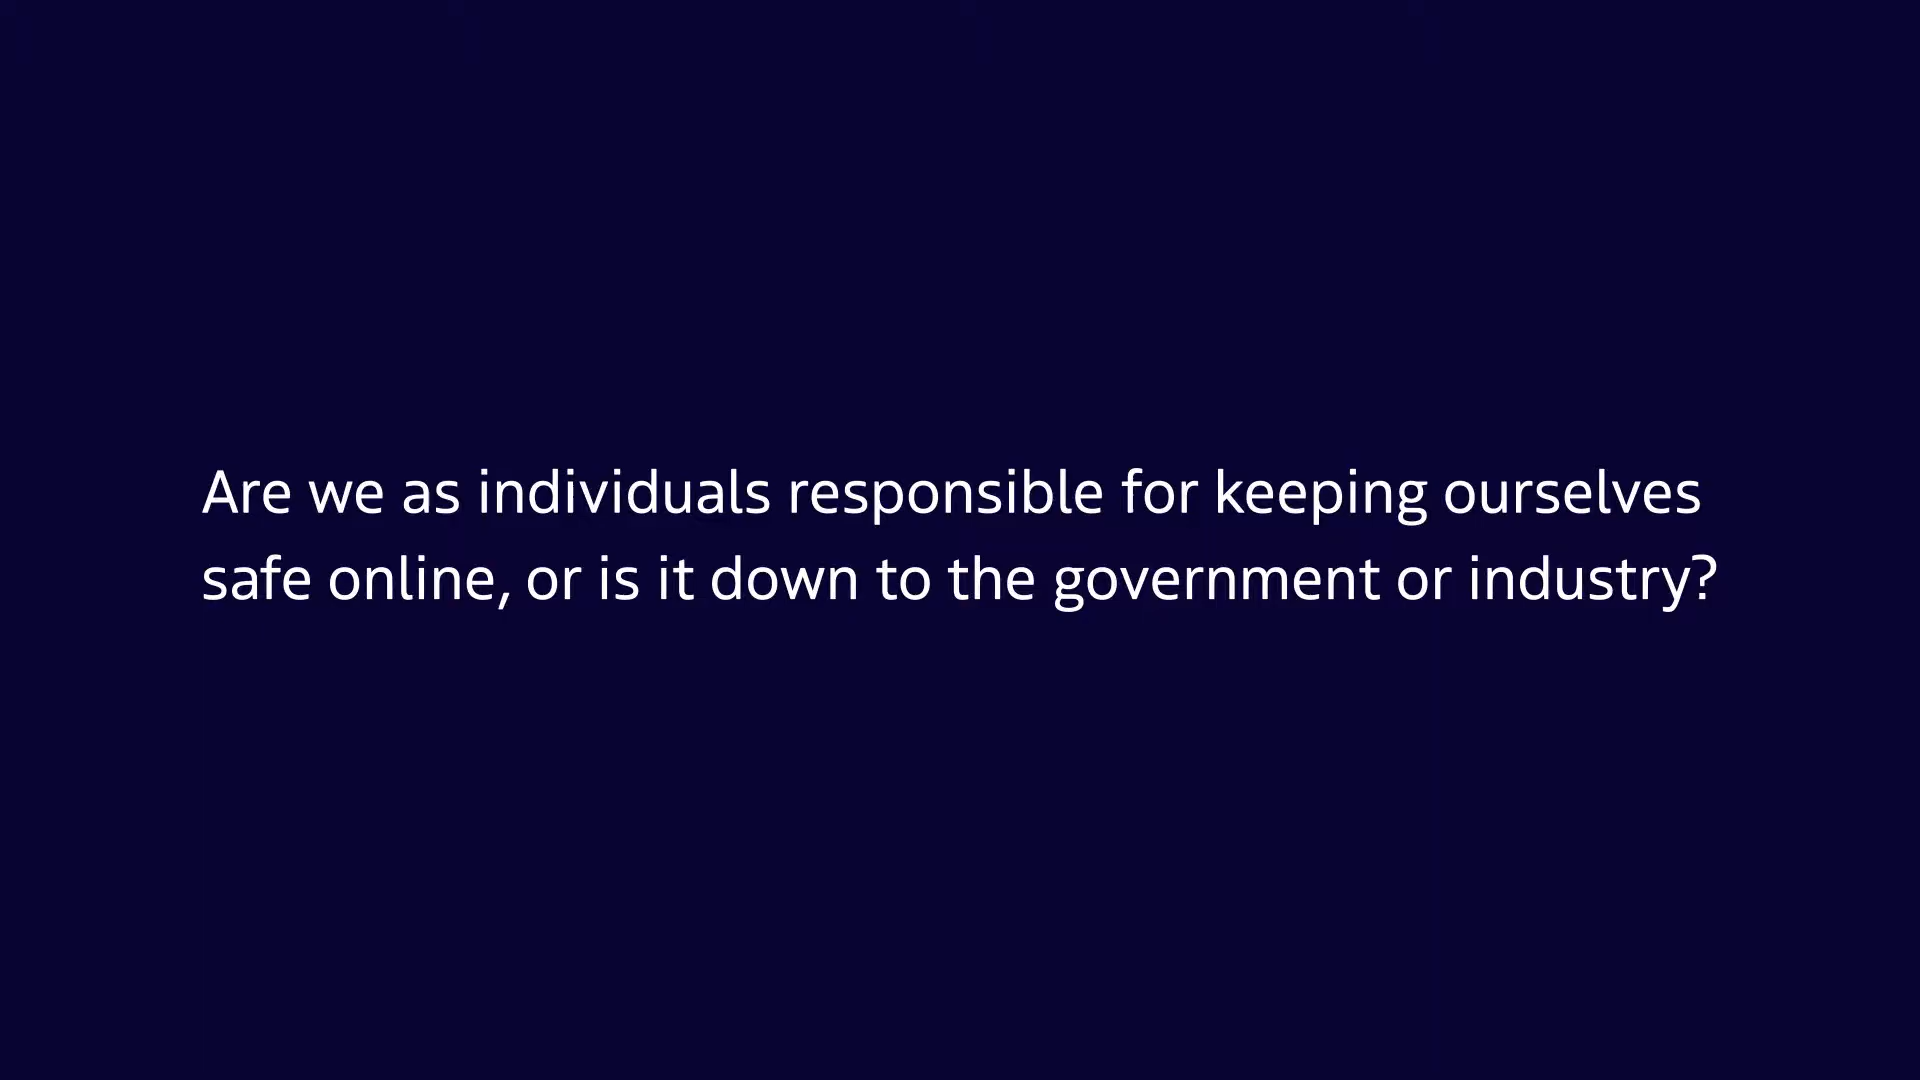 Are we as individuals responsible for keeping ourselves
safe online, or is it down to the government or industry?